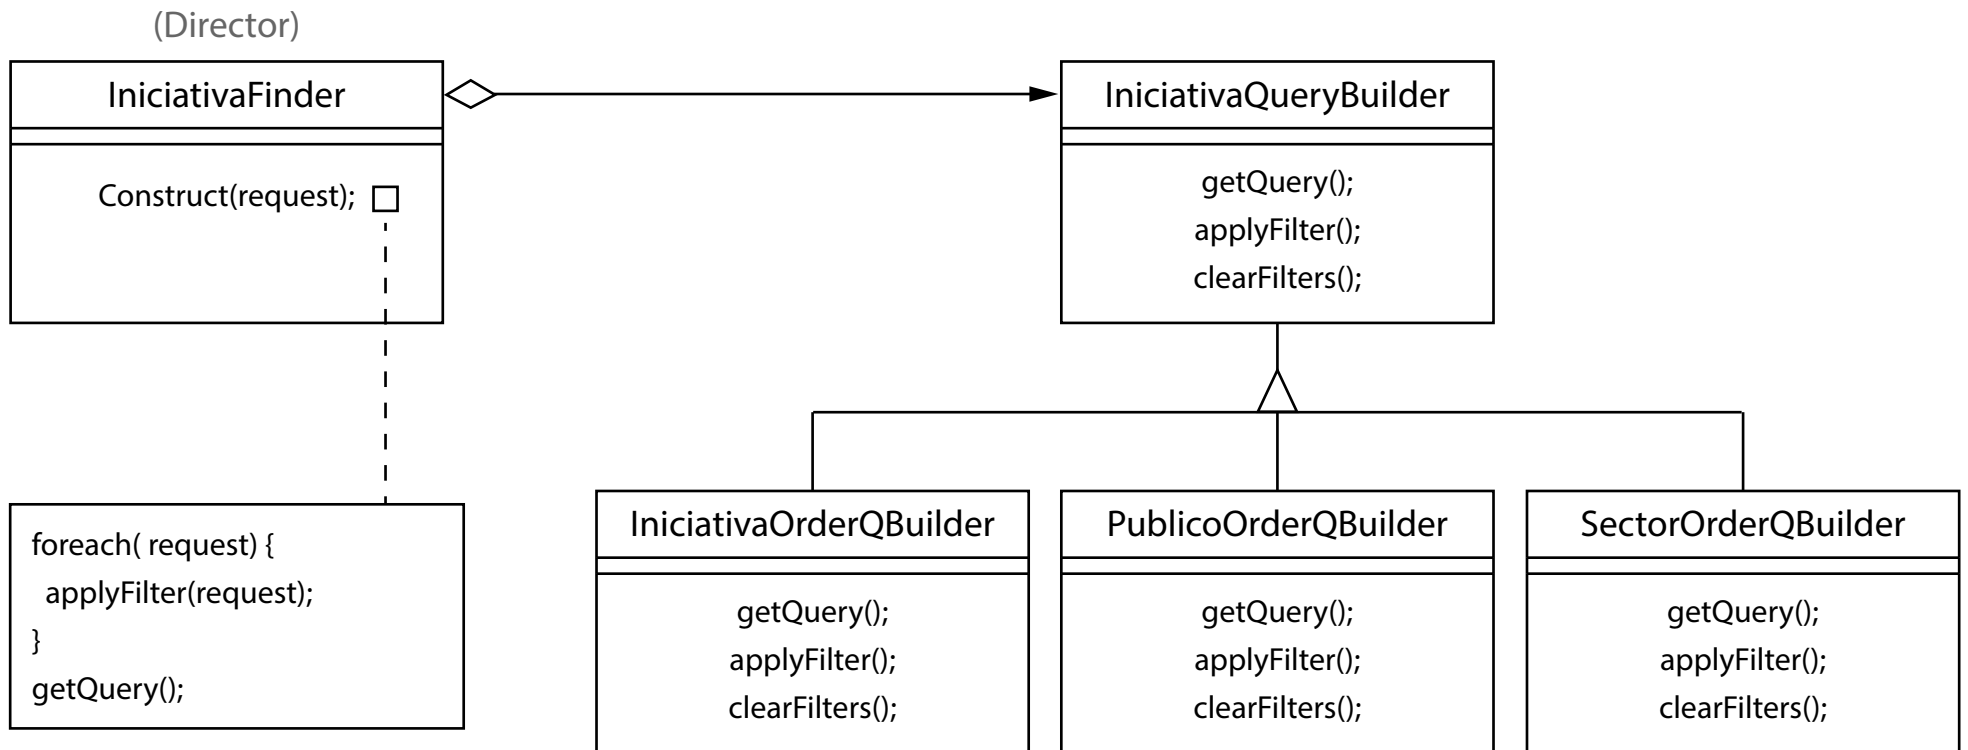 (Director)
IniciativaFinder
Construct(request);
IniciativaQueryBuilder
getQuery();
applyFilter();
clearFilters();
foreach( request) {
applyFilter(request);
}
getQuery();
IniciativaOrderQBuilder
getQuery();
applyFilter();
clearFilters();
PublicoOrderQBuilder
getQuery();
applyFilter();
clearFilters();
SectorOrderQBuilder
getQuery();
applyFilter();
clearFilters();